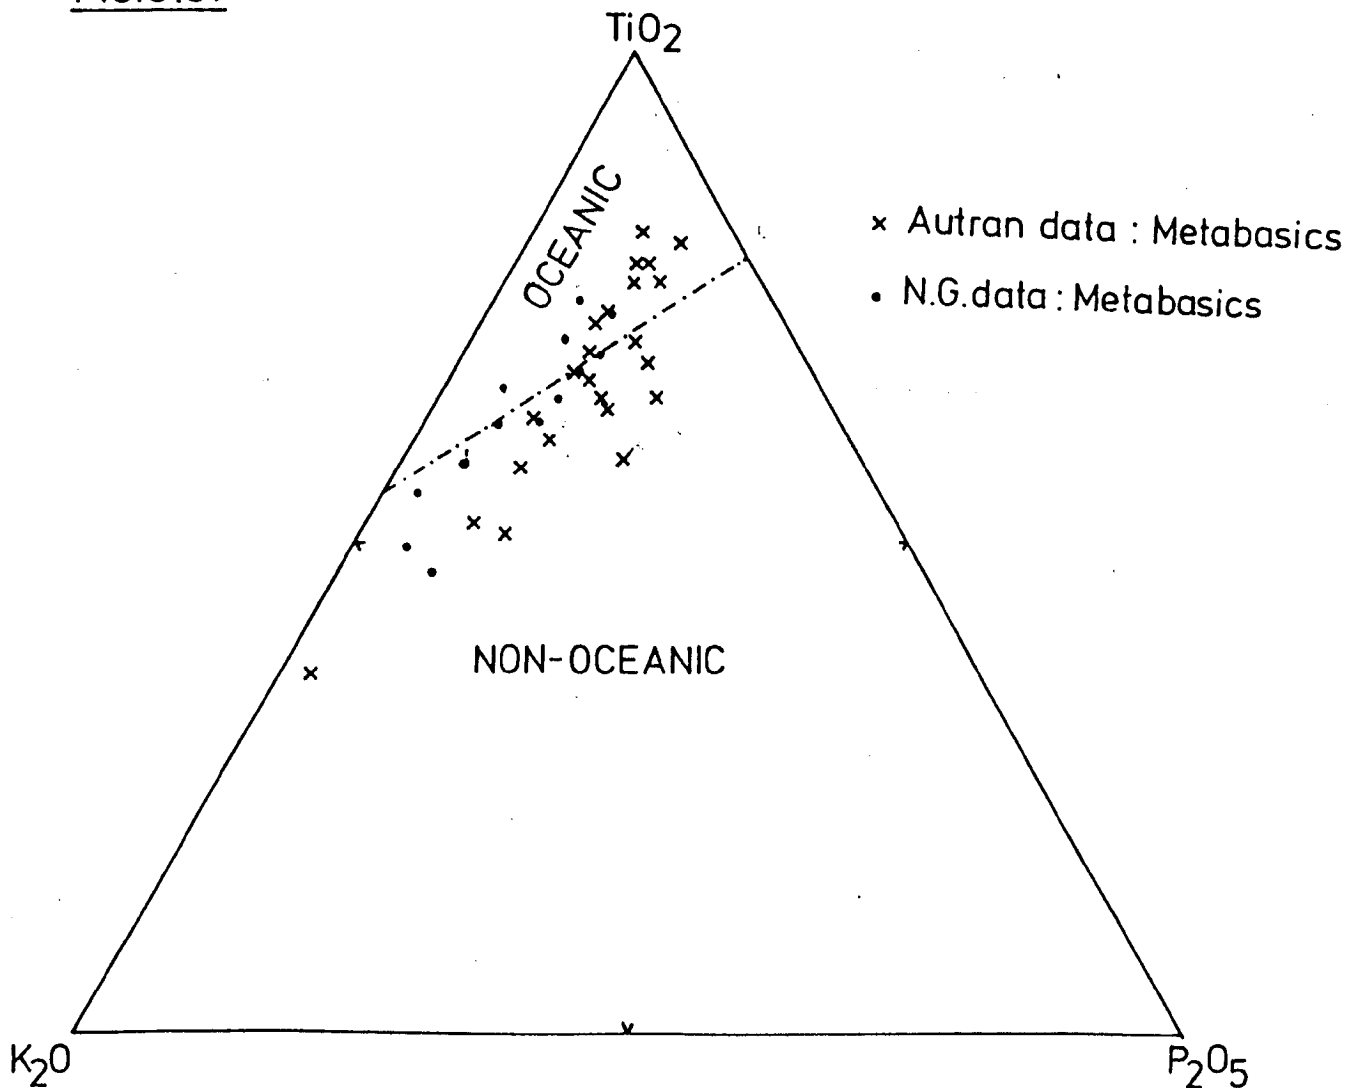 TiO2
OCEANIC
× Autran data : Metabasics
• N.G. data : Metabasics
NON-OCEANIC
K2O
P2O5